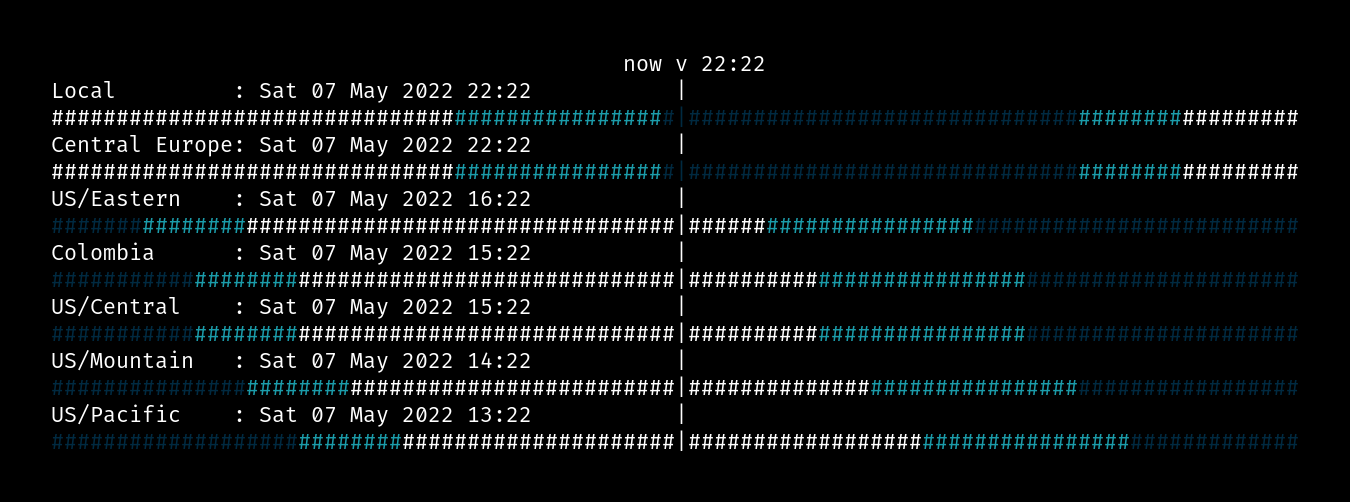 now v 22:22
Local         : Sat 07 May 2022 22:22           |
################################################|###############################################
Central Europe: Sat 07 May 2022 22:22           |
################################################|###############################################
US/Eastern    : Sat 07 May 2022 16:22           |
################################################|###############################################
Colombia      : Sat 07 May 2022 15:22           |
################################################|###############################################
US/Central    : Sat 07 May 2022 15:22           |
################################################|###############################################
US/Mountain   : Sat 07 May 2022 14:22           |
################################################|###############################################
US/Pacific    : Sat 07 May 2022 13:22           |
################################################|###############################################